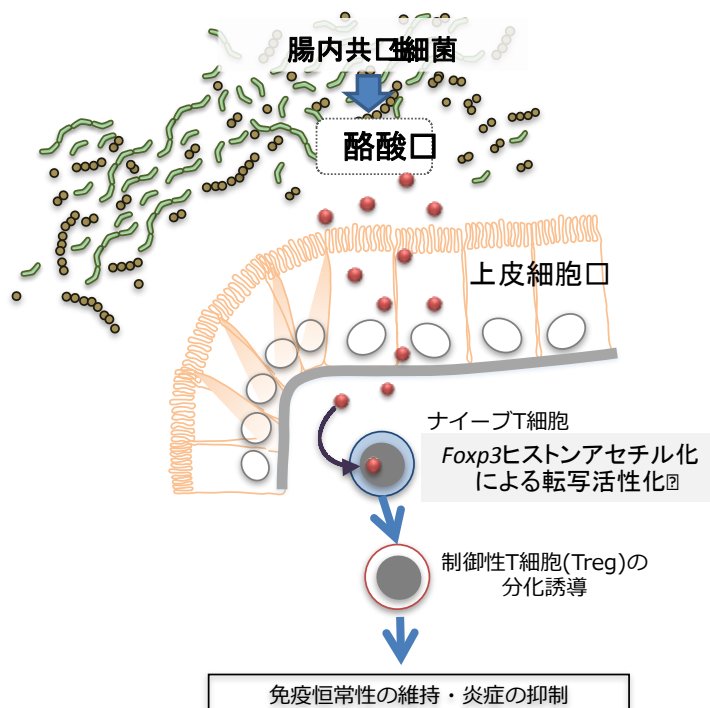 腸内共生細菌
酪酸
上皮細胞
ナイーブT細胞
Foxp3ヒストンアセチル化
による転写活性化
制御性T細胞(Treg)の
分化誘導
免疫恒常性の維持・炎症の抑制